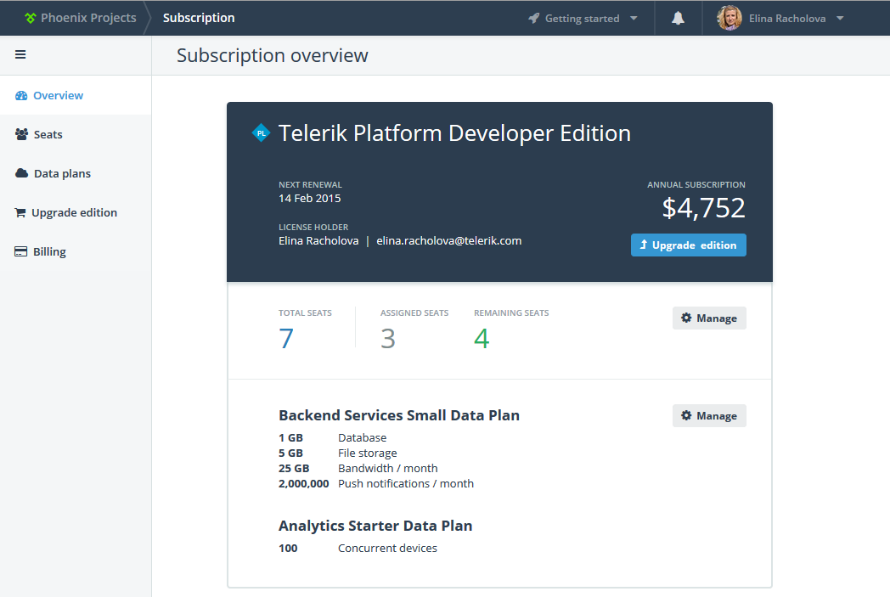 Phoenix Projects
Subscription
Getting started
Elina Racholova
Subscription overview
Overview
Seats
Data plans
Upgrade edition
Billing
PL
Telerik Platform Developer Edition
NEXT RENEWAL
14 Feb 2015
LICENSE HOLDER
Elina Racholova | elina.racholova@telerik.com
ANNUAL SUBSCRIPTION
$4,752
Upgrade edition
TOTAL SEATS
7
ASSIGNED SEATS
3
REMAINING SEATS
4
Manage
Backend Services Small Data Plan
Manage
1 GB Database
5 GB File storage
25 GB Bandwidth / month
2,000,000 Push notifications / month
Analytics Starter Data Plan
100 Concurrent devices